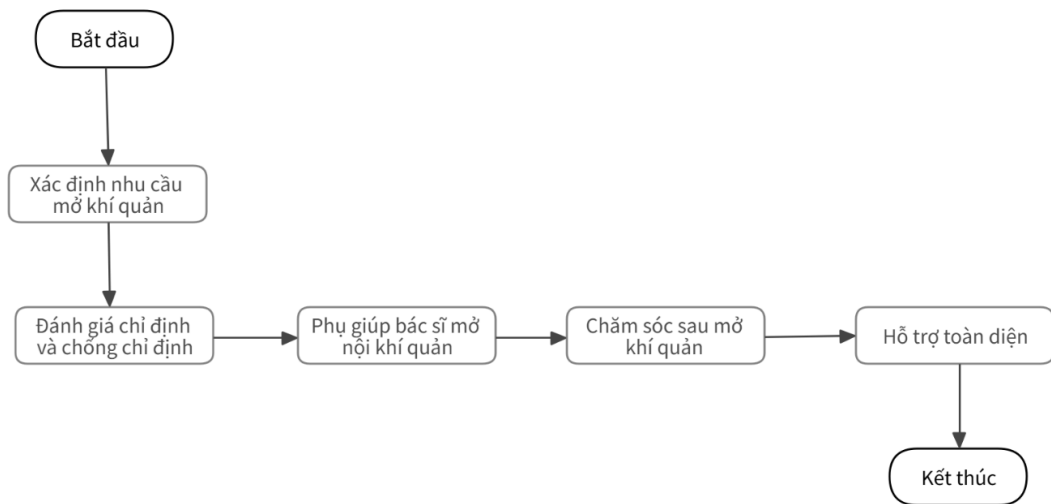 Bắt đầu
Xác định nhu cầu
mở khí quản
Đánh giá chỉ định
và chống chỉ định
Phụ giúp bác sĩ mở
nội khí quản
Chăm sóc sau mở
khí quản
Hỗ trợ toàn diện
Kết thúc